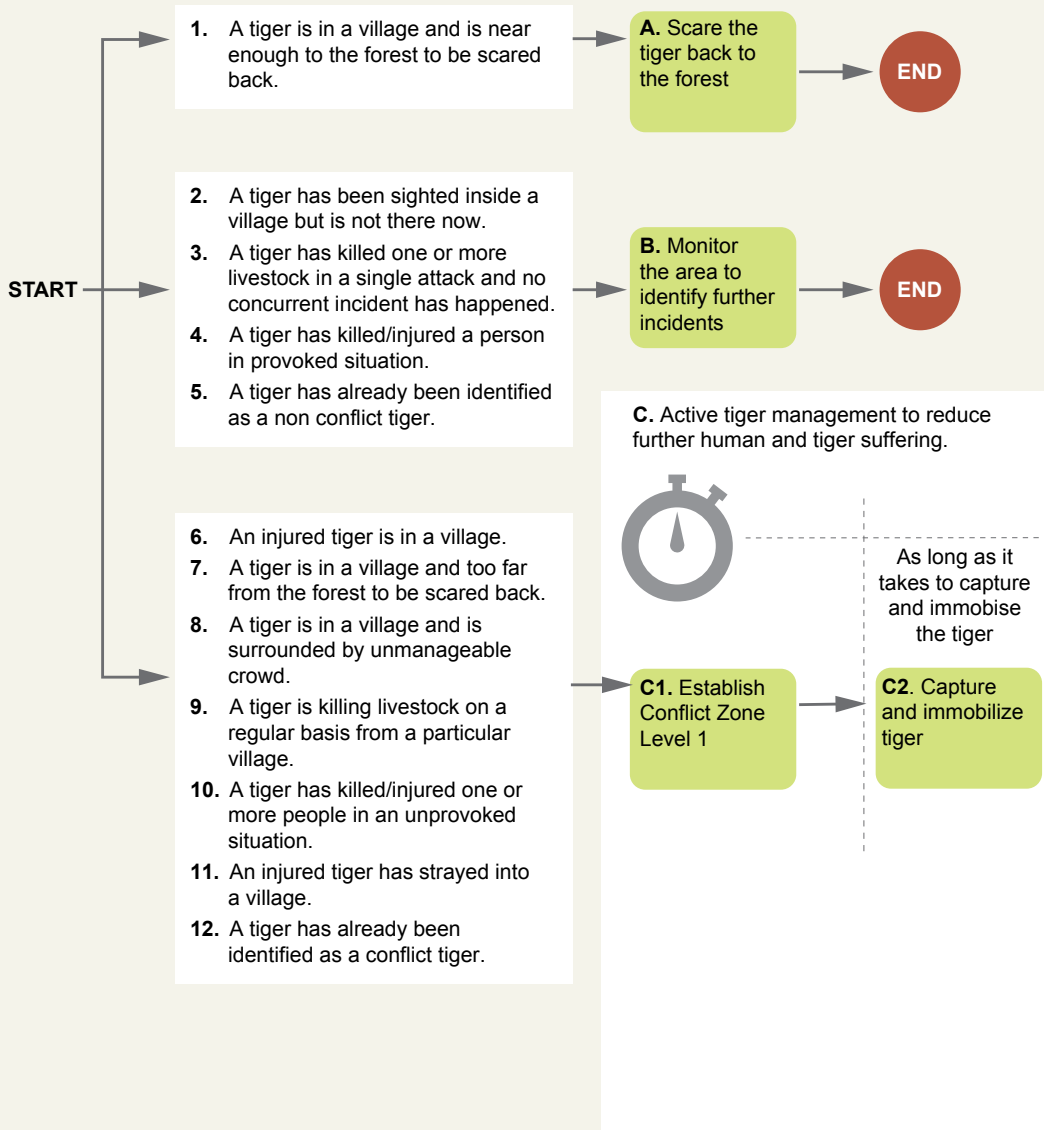 START
1. A tiger is in a village and is near
enough to the forest to be scared
back.
A. Scare the
tiger back to
the forest
END
2. A tiger has been sighted inside a
village but is not there now.
3. A tiger has killed one or more
livestock in a single attack and no
concurrent incident has happened.
4. A tiger has killed/injured a person
in provoked situation.
5. A tiger has already been identified
as a non conflict tiger.
B. Monitor
the area to
identify further
incidents
END
6. An injured tiger is in a village.
7. A tiger is in a village and too far
from the forest to be scared back.
8. A tiger is in a village and is
surrounded by unmanageable
crowd.
9. A tiger is killing livestock on a
regular basis from a particular
village.
10. A tiger has killed/injured one or
more people in an unprovoked
situation.
11. An injured tiger has strayed into
a village.
12. A tiger has already been
identified as a conflict tiger.
C. Active tiger management to reduce
further human and tiger suffering.
As long as it
takes to capture
and immobise
the tiger
C1. Establish
Conflict Zone
Level 1
C2. Capture
and immobilize
tiger